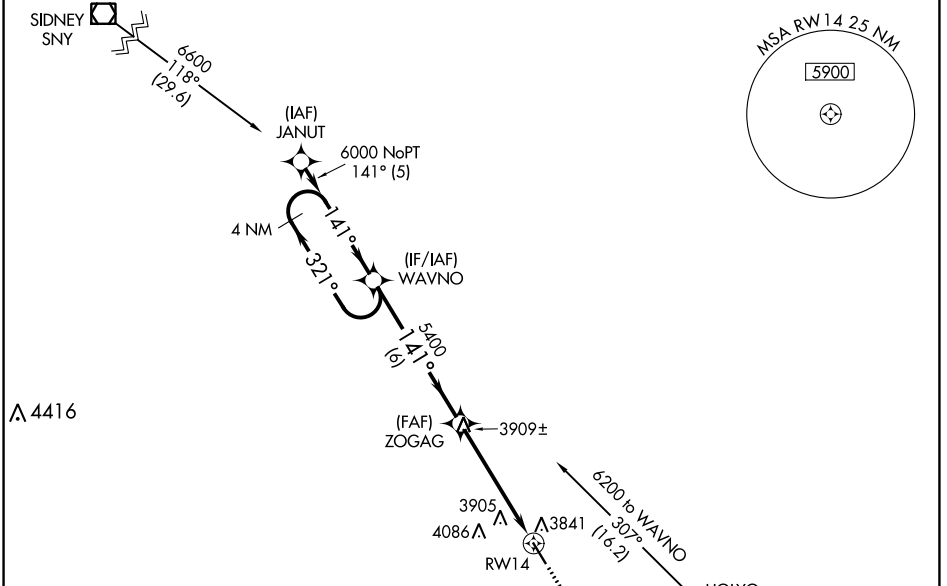 SIDNEY
SNY
6600
118°
(29.6)
MSA RW14 25 NM
5900
(IAF)
JANUT
6000 NoPT
141° (5)
4 NM
141°
321°
(IF/IAF)
WAVNO
5400
141°
(6)
4416
(FAF)
ZOGAG
3909±
3905
4086
3841
RW14
6200 to WAVNO
307°
(16.2)